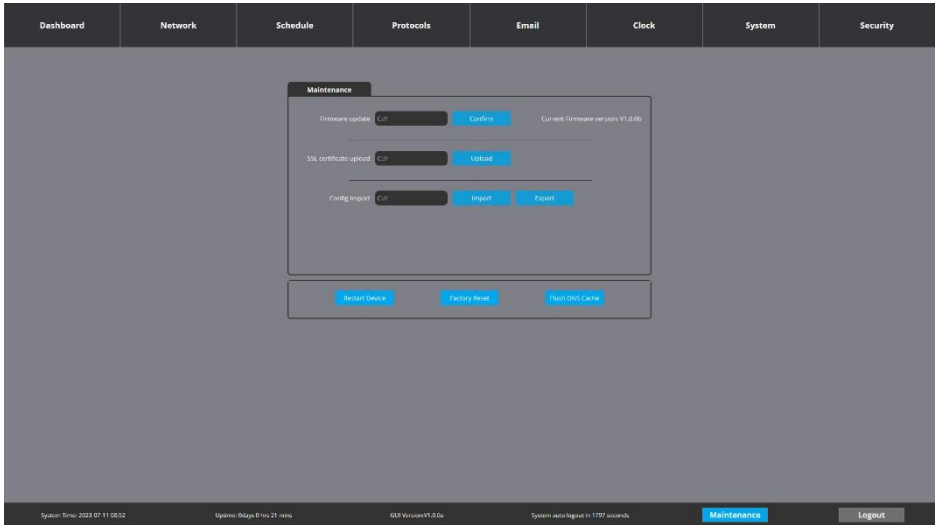 Dashboard Network Schedule Protocols Email Clock System Security
Maintenance
Firmware update C:// Confirm Current Firmware version: V1.0.0b
SSL certificate upload C:// Upload
Config Import C:// Import Export
Restart Device Factory Reset Flush DNS Cache
System Time: 2023-07-11 08:52 Uptime: 0days 0 hrs 21 mins GUI Version:V1.0.0a System auto logout in 1797 seconds Maintenance Logout